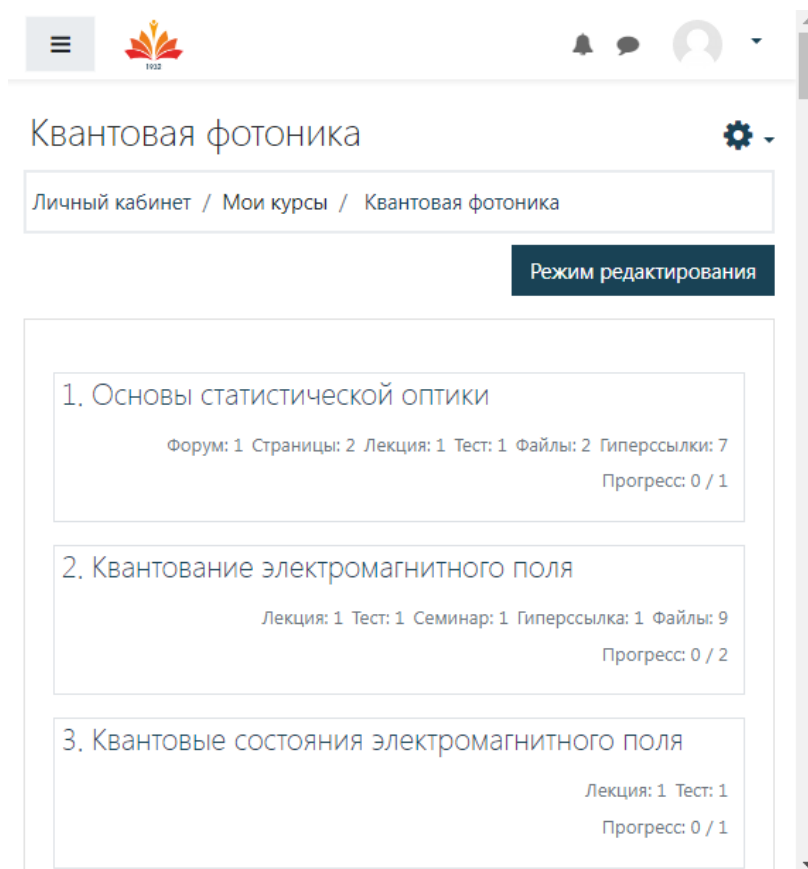 1932
Квантовая фотоника
Личный кабинет / Мои курсы / Квантовая фотоника
Режим редактирования
1. Основы статистической оптики
Форум: 1 Страницы: 2 Лекция: 1 Тест: 1 Файлы: 2 Гиперссылки: 7
Прогресс: 0 / 1
2. Квантование электромагнитного поля
Лекция: 1 Тест: 1 Семинар: 1 Гиперссылка: 1 Файлы: 9
Прогресс: 0 / 2
3. Квантовые состояния электромагнитного поля
Лекция: 1 Тест: 1
Прогресс: 0 / 1